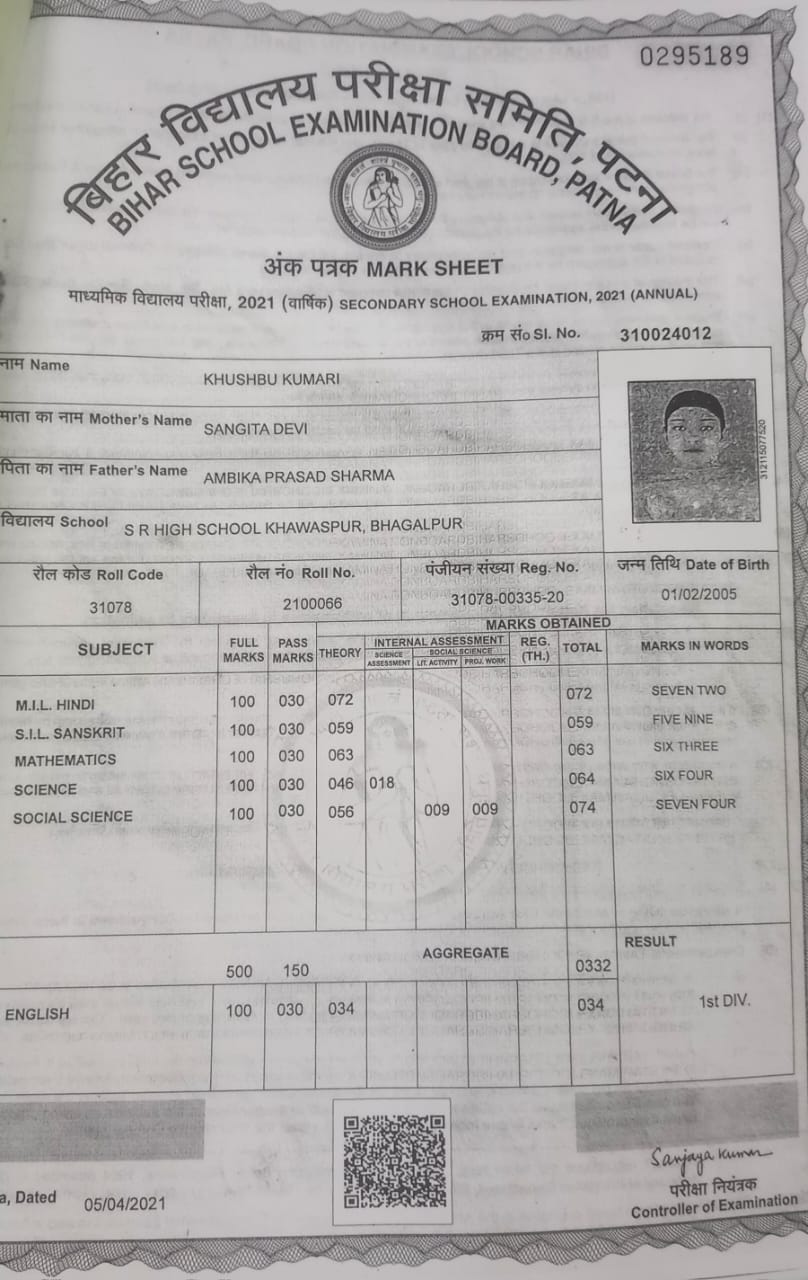 0295189
बिहार विद्यालय परीक्षा समिति, पटना
BIHAR SCHOOL EXAMINATION BOARD, PATNA
अंक पत्रक MARK SHEET
माध्यमिक विद्यालय परीक्षा, 2021 (वार्षिक) SECONDARY SCHOOL EXAMINATION, 2021 (ANNUAL)
क्रम सं० Sl. No. 310024012
नाम Name KHUSHBU KUMARI
माता का नाम Mother's Name SANGITA DEVI
पिता का नाम Father's Name AMBIKA PRASAD SHARMA
312115077520
विद्यालय School S R HIGH SCHOOL KHAWASPUR, BHAGALPUR
रौल कोड Roll Code रौल नं० Roll No. पंजीयन संख्या Reg. No. जन्म तिथि Date of Birth
31078 2100066 31078-00335-20 01/02/2005
MARKS OBTAINED
SUBJECT FULL MARKS PASS MARKS THEORY INTERNAL ASSESSMENT REG. (TH.) TOTAL MARKS IN WORDS
SCIENCE ASSESSMENT SOCIAL SCIENCE LIT. ACTIVITY PROJ. WORK
M.I.L. HINDI 100 030 072 072 SEVEN TWO
S.I.L. SANSKRIT 100 030 059 059 FIVE NINE
MATHEMATICS 100 030 063 063 SIX THREE
SCIENCE 100 030 046 018 064 SIX FOUR
SOCIAL SCIENCE 100 030 056 009 009 074 SEVEN FOUR
AGGREGATE RESULT
500 150 0332
ENGLISH 100 030 034 034 1st DIV.
a, Dated 05/04/2021
Sanjaya Kumar
परीक्षा नियंत्रक
Controller of Examination